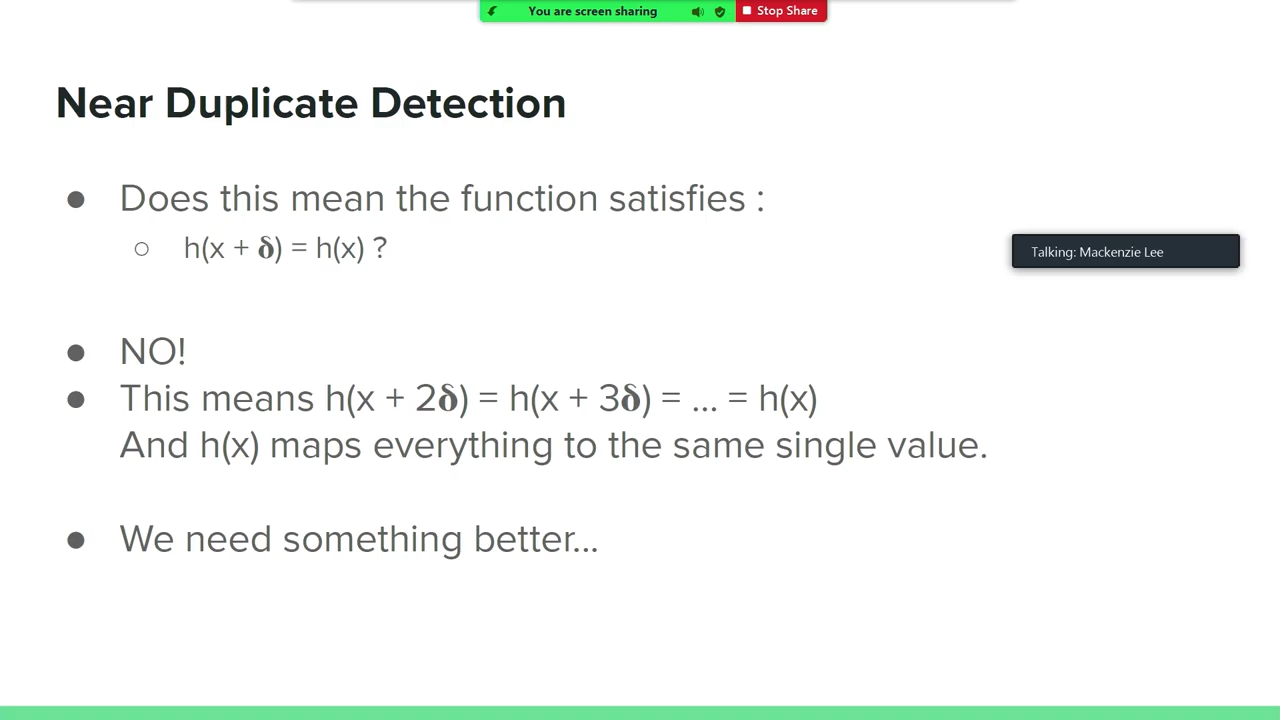 You are screen sharing
Stop Share
Near Duplicate Detection
● Does this mean the function satisfies :
○ h(x + δ) = h(x) ?
Talking: Mackenzie Lee
● NO!
● This means h(x + 2δ) = h(x + 3δ) = ... = h(x)
And h(x) maps everything to the same single value.
● We need something better...